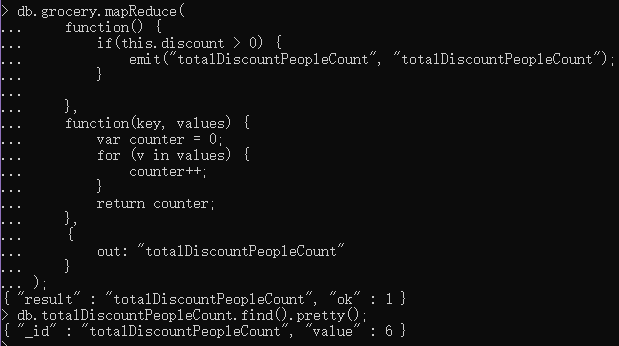 > db.grocery.mapReduce(
... function() {
... if(this.discount > 0) {
... emit("totalDiscountPeopleCount", "totalDiscountPeopleCount");
... }
...
... },
... function(key, values) {
... var counter = 0;
... for (v in values) {
... counter++;
... }
... return counter;
... },
... {
... out: "totalDiscountPeopleCount"
... }
... );
{ "result" : "totalDiscountPeopleCount", "ok" : 1 }
> db.totalDiscountPeopleCount.find().pretty();
{ "_id" : "totalDiscountPeopleCount", "value" : 6 }
>